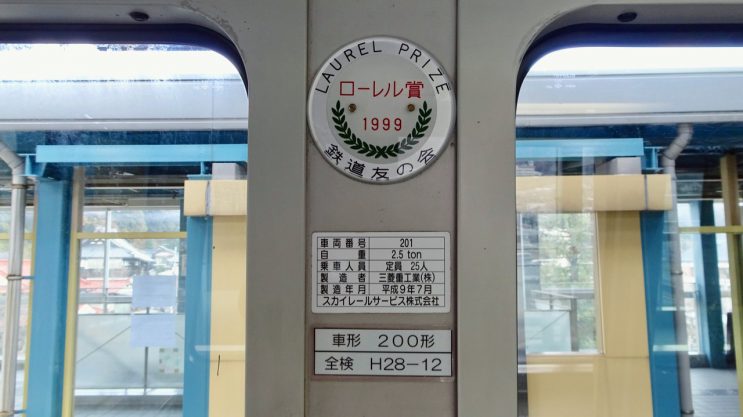 LAUREL PRIZE
ローレル賞
1999
鉄道友の会
車両番号 201
自重 2.5 ton
乗車人員 定員 25人
製造者 三菱重工業(株)
製造年月 平成9年7月
スカイレールサービス株式会社
車形 200形
全検 H28-12